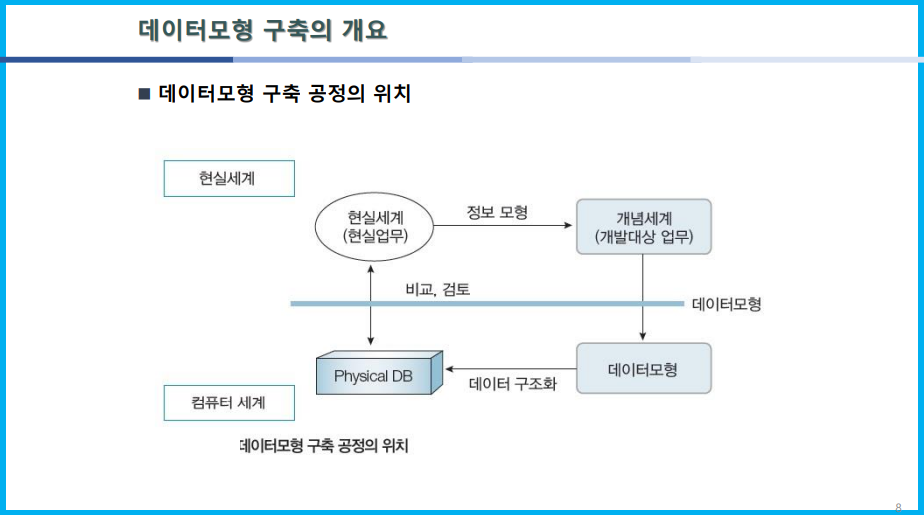 데이터모형 구축의 개요
■ 데이터모형 구축 공정의 위치
현실세계
현실세계
(현실업무)
정보 모형
개념세계
(개발대상 업무)
비교, 검토
데이터모형
Physical DB
데이터 구조화
데이터모형
컴퓨터 세계
데이터모형 구축 공정의 위치
8